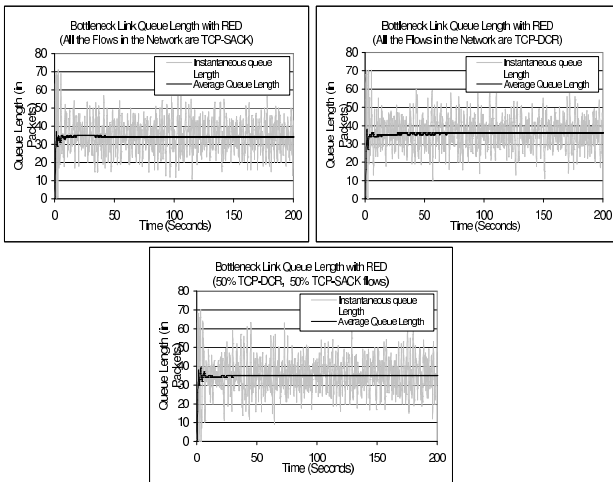 Bottleneck Link Queue Length with RED
(All the Flows in the Network are TCP-SACK)
Queue Length (in Packets)
80
70
60
50
40
30
20
10
0
Instantaneous queue
Length
Average Queue Length
0 50 100 150 200
Time (Seconds)
Bottleneck Link Queue Length with RED
(All the Flows in the Network are TCP-DCR)
Queue Length (in Packets)
80
70
60
50
40
30
20
10
0
Instantaneous queue
Length
Average Queue Length
0 50 100 150 200
Time (Seconds)
Bottleneck Link Queue Length with RED
(50% TCP-DCR, 50% TCP-SACK flows)
Queue Length (in Packets)
80
70
60
50
40
30
20
10
0
Instantaneous queue
Length
Average Queue Length
0 50 100 150 200
Time (Seconds)